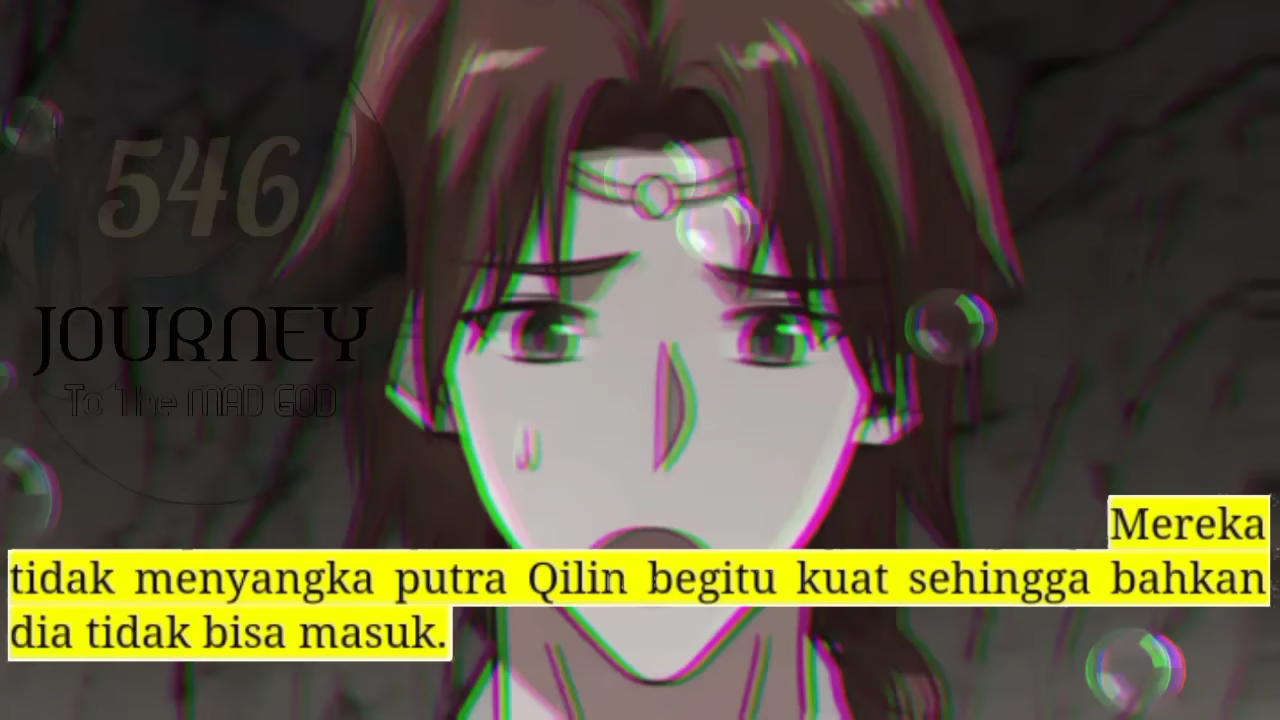 546
JOURNEY
To The MAD GOD
Mereka
tidak menyangka putra Qilin begitu kuat sehingga bahkan
dia tidak bisa masuk.